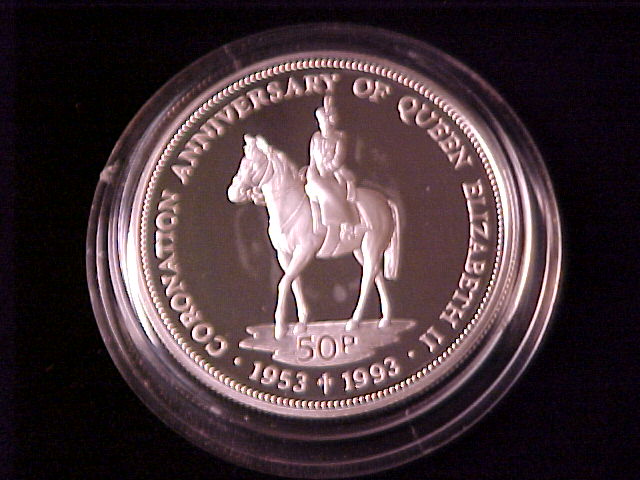 CORONATION ANNIVERSARY OF QUEEN ELIZABETH II
50P
· 1953 † 1993 ·